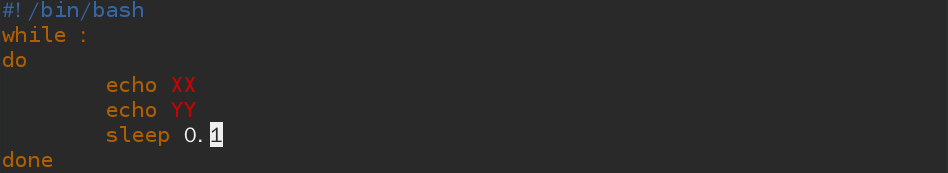 #!/bin/bash
while :
do
        echo XX
        echo YY
        sleep 0.1
done